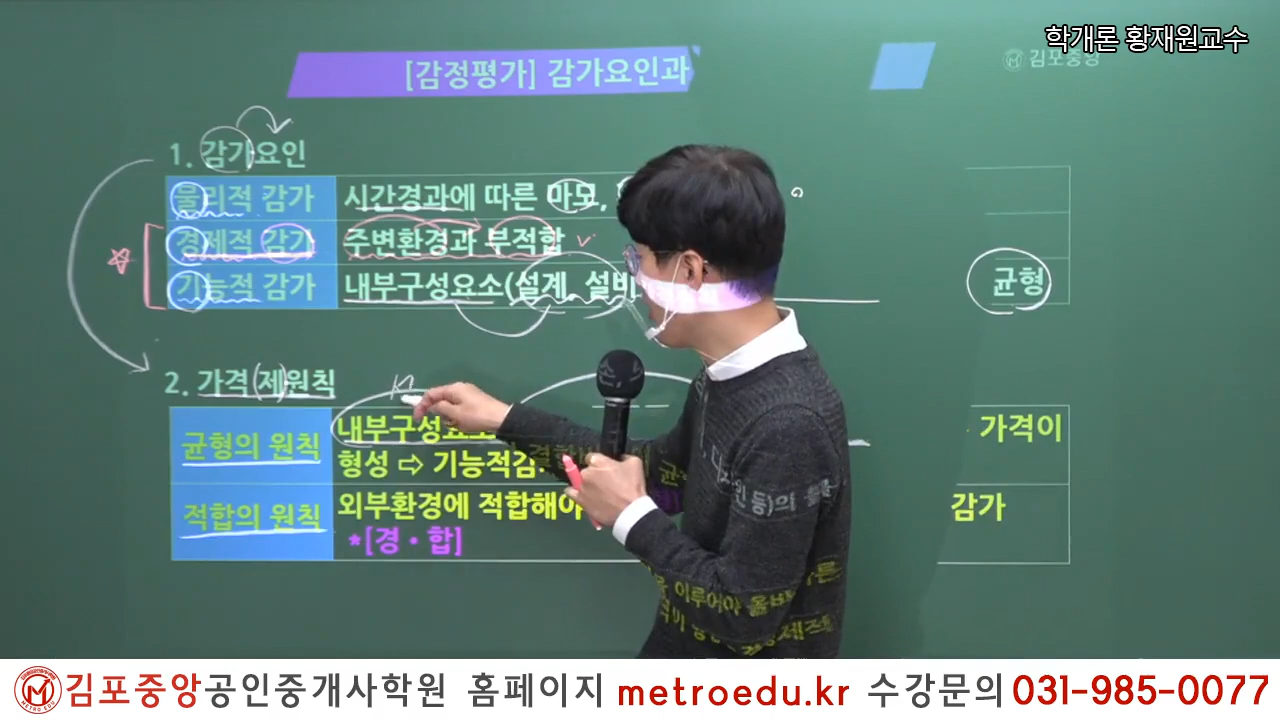 학개론 황재원교수
김포중앙
[감정평가] 감가요인과
1. 감가요인
물리적 감가 시간경과에 따른 마모,
경제적 감가 주변환경과 부적합
기능적 감가 내부구성요소(설계, 설비 균형
2. 가격(제)원칙
균형의 원칙 내부구성요소 가격이
형성 ⇨ 기능적감
적합의 원칙 외부환경에 적합해야 감가
*[경·합]
김포중앙공인중개사학원 홈페이지 metroedu.kr 수강문의 031-985-0077